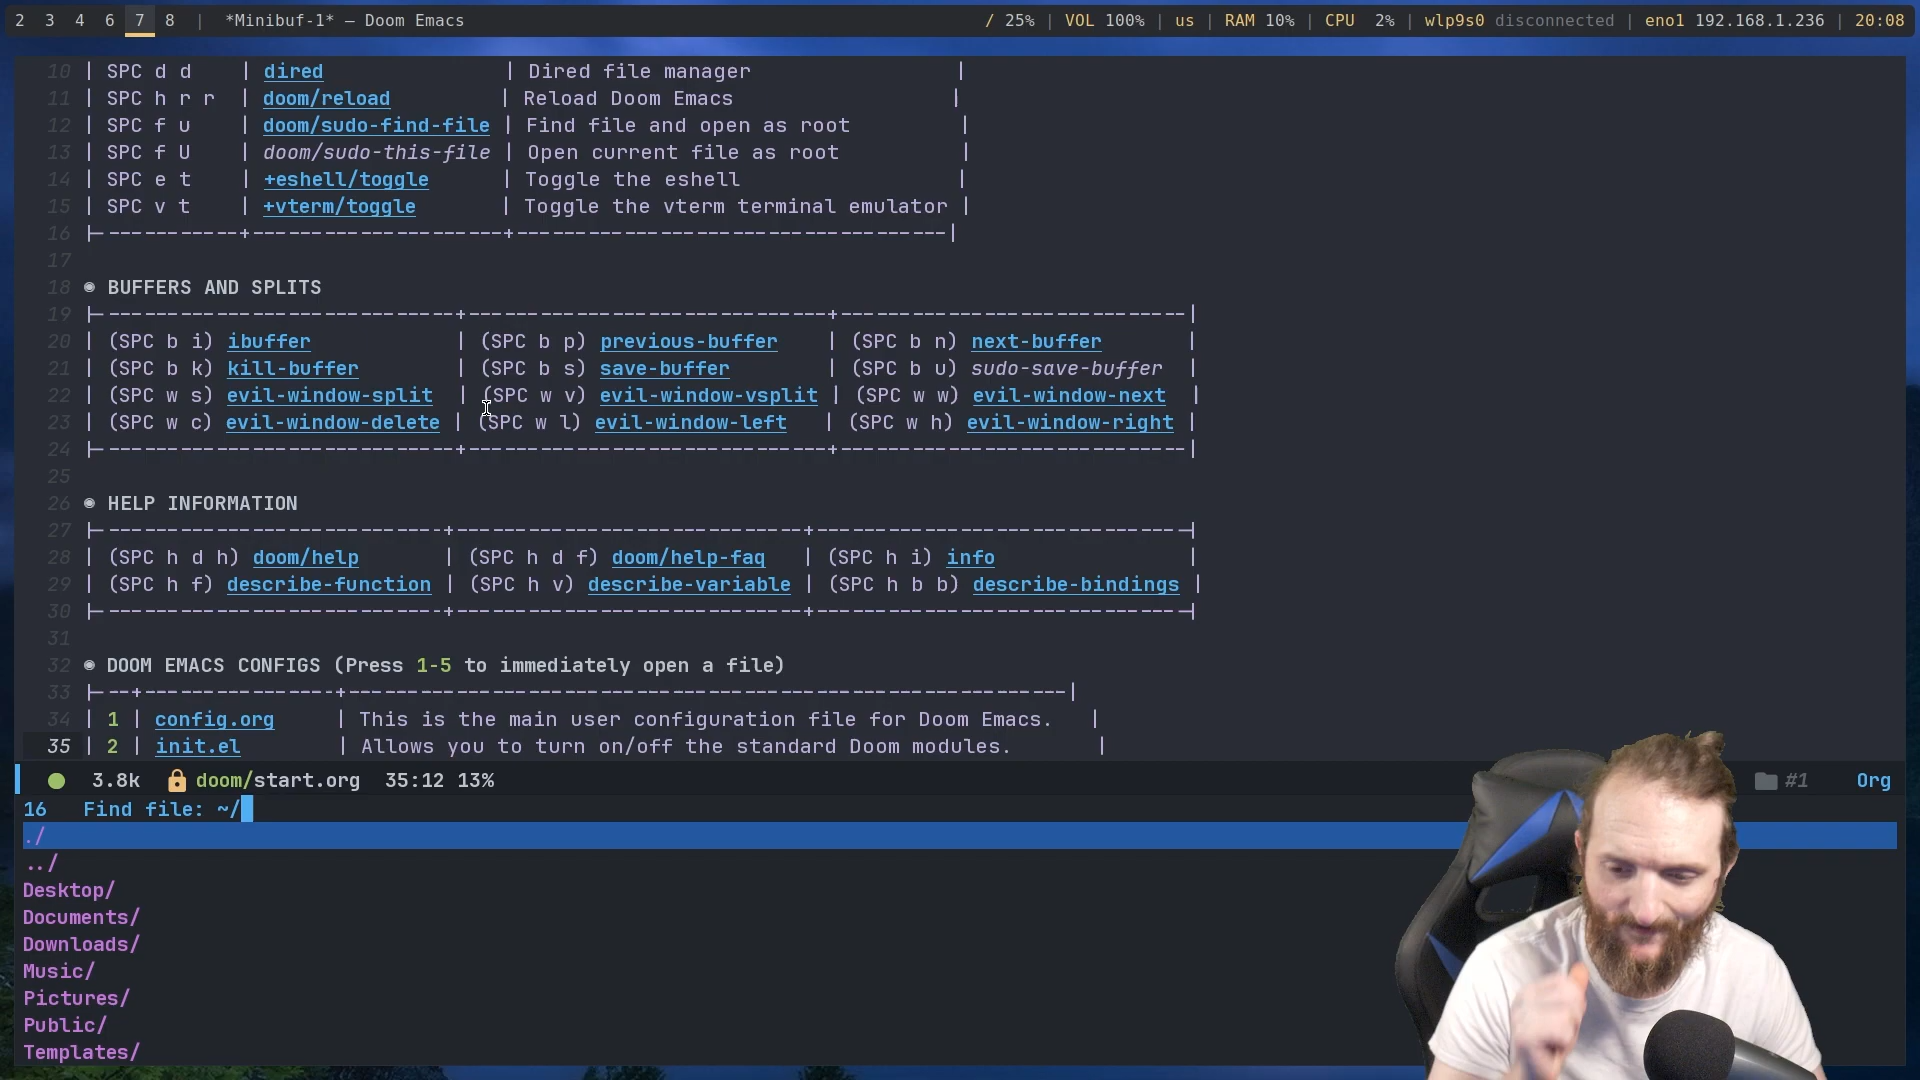 2 3 4 6 7 8 | *Minibuf-1* — Doom Emacs / 25% | VOL 100% | us | RAM 10% | CPU 2% | wlp9s0 disconnected | eno1 192.168.1.236 | 20:08
10 | SPC d d | dired | Dired file manager |
11 | SPC h r r | doom/reload | Reload Doom Emacs |
12 | SPC f u | doom/sudo-find-file | Find file and open as root |
13 | SPC f U | doom/sudo-this-file | Open current file as root |
14 | SPC e t | +eshell/toggle | Toggle the eshell |
15 | SPC v t | +vterm/toggle | Toggle the vterm terminal emulator |
16 |-----------+----------------------+------------------------------------|
17
18 ◉ BUFFERS AND SPLITS
19 |------------------------------+------------------------------+-----------------------------|
20 | (SPC b i) ibuffer | (SPC b p) previous-buffer | (SPC b n) next-buffer |
21 | (SPC b k) kill-buffer | (SPC b s) save-buffer | (SPC b u) sudo-save-buffer |
22 | (SPC w s) evil-window-split | (SPC w v) evil-window-vsplit | (SPC w w) evil-window-next |
23 | (SPC w c) evil-window-delete | (SPC w l) evil-window-left | (SPC w h) evil-window-right |
24 |------------------------------+------------------------------+-----------------------------|
25
26 ◉ HELP INFORMATION
27 |-----------------------------+-----------------------------+-------------------------------|
28 | (SPC h d h) doom/help | (SPC h d f) doom/help-faq | (SPC h i) info |
29 | (SPC h f) describe-function | (SPC h v) describe-variable | (SPC h b b) describe-bindings |
30 |-----------------------------+-----------------------------+-------------------------------|
31
32 ◉ DOOM EMACS CONFIGS (Press 1-5 to immediately open a file)
33 |---+----------------+------------------------------------------------------------|
34 | 1 | config.org | This is the main user configuration file for Doom Emacs. |
35 | 2 | init.el | Allows you to turn on/off the standard Doom modules. |
3.8k doom/start.org 35:12 13% #1 Org
16 Find file: ~/
./
../
Desktop/
Documents/
Downloads/
Music/
Pictures/
Public/
Templates/